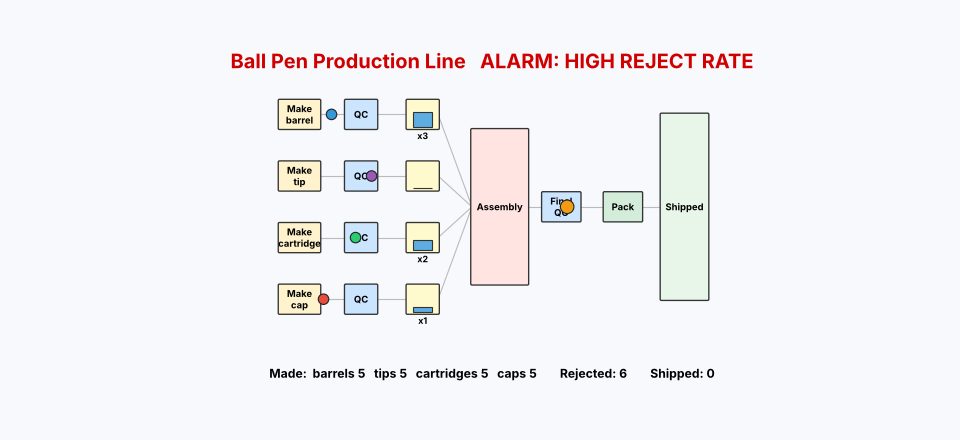 Ball Pen Production Line   ALARM: HIGH REJECT RATE
Make
barrel
QC
x3
Make
tip
QC
Make
cartridge
x2
Make
cap
QC
x1
Assembly
Pack
Shipped
Made:  barrels 5   tips 5   cartridges 5   caps 5   Rejected: 6   Shipped: 0